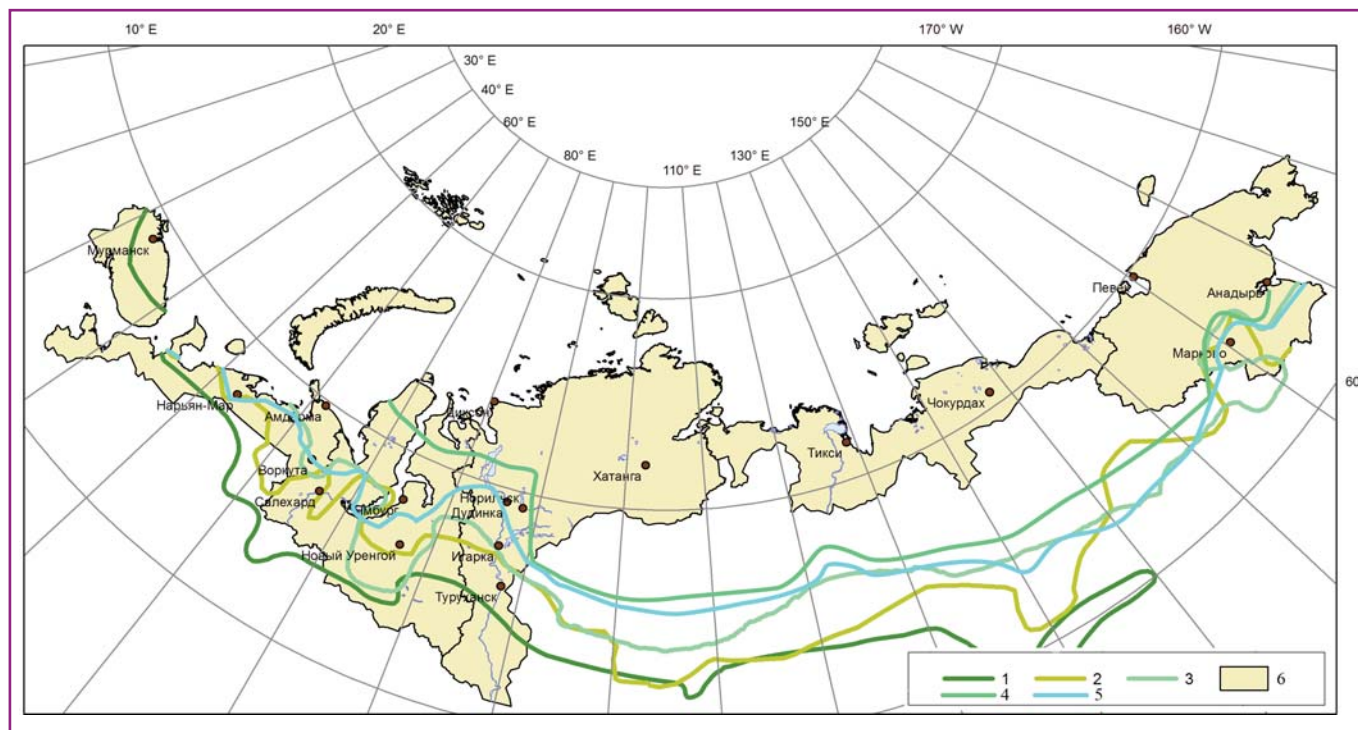 10° E
20° E
170° W
160° W
30° E
40° E
60° E
80° E
110° E
130° E
150° E
Мурманск
Певек
Анадырь
Марково
60
Нарьян-Мар
Амдерма
Диксон
Чокурдах
Тикси
Хатанга
Воркута
Салехард
Ямбург
Норильск
Дудинка
Новый Уренгой
Игарка
Туруханск
1 2 3 6
4 5